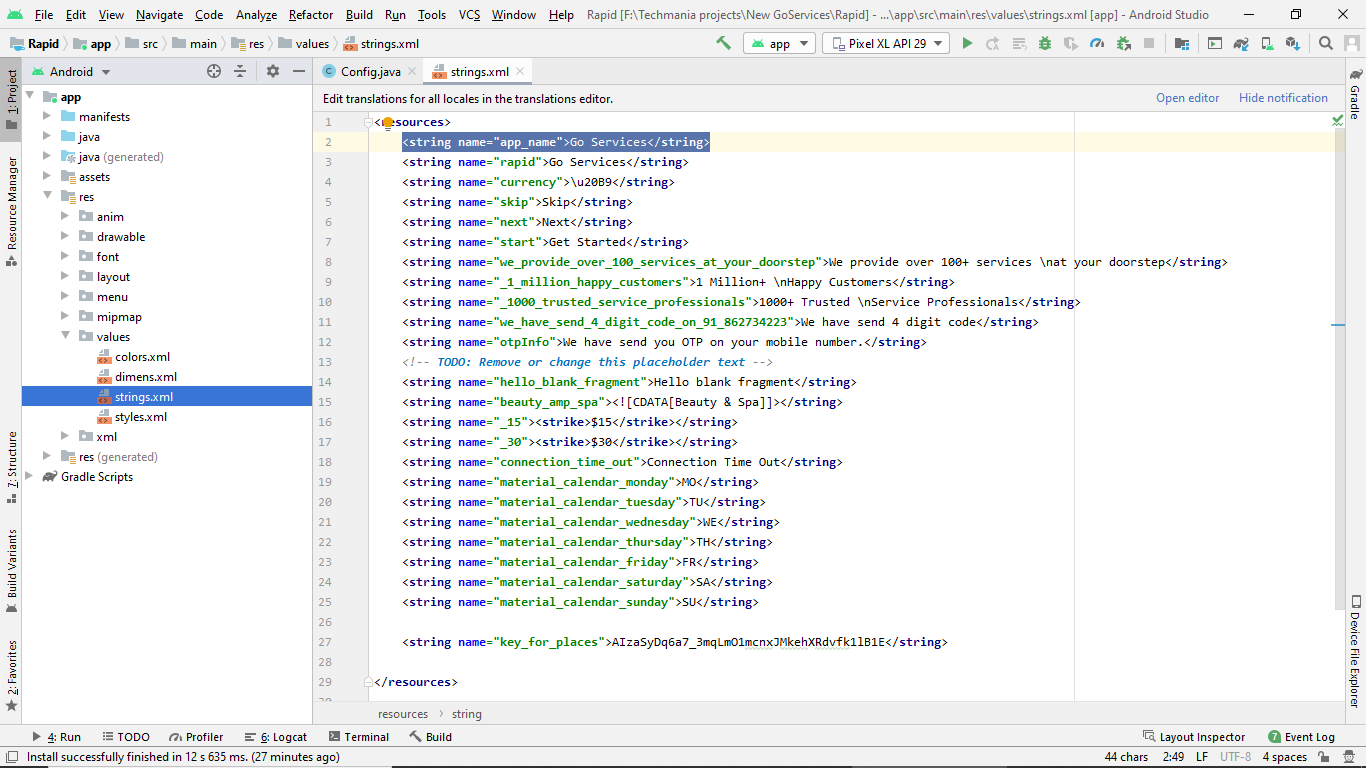 File Edit View Navigate Code Analyze Refactor Build Run Tools VCS Window Help Rapid [F:\Techmania projects\New GoServices\Rapid] - ...\app\src\main\res\values\strings.xml [app] - Android Studio
Rapid app src main res values strings.xml app Pixel XL API 29
1: Project
Resource Manager
7: Structure
Build Variants
2: Favorites
Android
app
manifests
java
java (generated)
assets
res
anim
drawable
font
layout
menu
mipmap
values
colors.xml
dimens.xml
strings.xml
styles.xml
xml
res (generated)
Gradle Scripts
Config.java strings.xml
Edit translations for all locales in the translations editor. Open editor Hide notification
1 <resources>
2 <string name="app_name">Go Services</string>
3 <string name="rapid">Go Services</string>
4 <string name="currency">\u20B9</string>
5 <string name="skip">Skip</string>
6 <string name="next">Next</string>
7 <string name="start">Get Started</string>
8 <string name="we_provide_over_100_services_at_your_doorstep">We provide over 100+ services \nat your doorstep</string>
9 <string name="_1_million_happy_customers">1 Million+ \nHappy Customers</string>
10 <string name="_1000_trusted_service_professionals">1000+ Trusted \nService Professionals</string>
11 <string name="we_have_send_4_digit_code_on_91_862734223">We have send 4 digit code</string>
12 <string name="otpInfo">We have send you OTP on your mobile number.</string>
13 <!-- TODO: Remove or change this placeholder text -->
14 <string name="hello_blank_fragment">Hello blank fragment</string>
15 <string name="beauty_amp_spa"><![CDATA[Beauty & Spa]]></string>
16 <string name="_15"><strike>$15</strike></string>
17 <string name="_30"><strike>$30</strike></string>
18 <string name="connection_time_out">Connection Time Out</string>
19 <string name="material_calendar_monday">MO</string>
20 <string name="material_calendar_tuesday">TU</string>
21 <string name="material_calendar_wednesday">WE</string>
22 <string name="material_calendar_thursday">TH</string>
23 <string name="material_calendar_friday">FR</string>
24 <string name="material_calendar_saturday">SA</string>
25 <string name="material_calendar_sunday">SU</string>
26
27 <string name="key_for_places">AIzaSyDq6a7_3mqLmO1mcnxJMkehXRdvfk1lB1E</string>
28
29 </resources>
resources string
Gradle
Device File Explorer
4: Run TODO Profiler 6: Logcat Terminal Build Layout Inspector 7 Event Log
Install successfully finished in 12 s 635 ms. (27 minutes ago) 44 chars 2:49 LF UTF-8 4 spaces